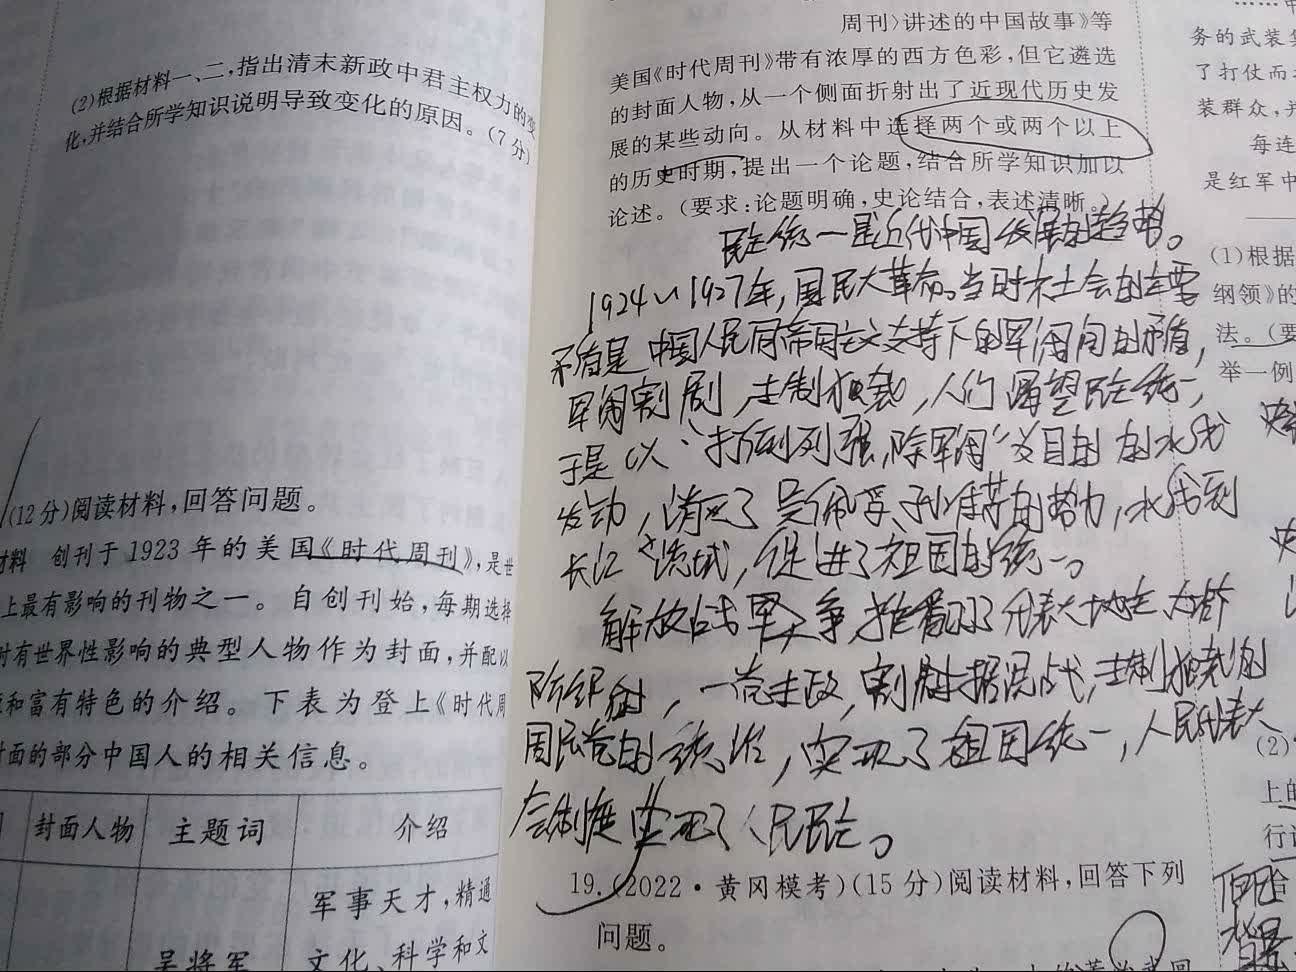 (2)根据材料一、二,指出清末新政中君主权力的变
化,并结合所学知识说明导致变化的原因。(7分)
(12分)阅读材料,回答问题。
材料 创刊于1923年的美国《时代周刊》,是世
上最有影响的刊物之一。自创刊始,每期选择
时有世界性影响的典型人物作为封面,并配以
和富有特色的介绍。下表为登上《时代周
封面的部分中国人的相关信息。
封面人物 主题词 介绍
军事天才,精通
吴将军 文化、科学和文
周刊〉讲述的中国故事》等
美国《时代周刊》带有浓厚的西方色彩,但它遴选
的封面人物,从一个侧面折射出了近现代历史发
展的某些动向。从材料中选择两个或两个以上
的历史时期,提出一个论题,结合所学知识加以
论述。(要求:论题明确,史论结合,表述清晰。)
民主统一是近代中国发展的趋势。
1924~1927年,国民大革命。当时社会的主要
矛盾是中国人民同帝国主义支持下的军阀间的矛盾,
军阀割剧,专制独裁,人们渴望民主统一,
于是以“打倒列强,除军阀”为目的的北伐
发动,消灭了吴佩孚、孙传芳的势力,北伐到
长江流域,促进了祖国的统一。
解放战争,推翻了代表大地主大资
阶级的,一党专政,割据混战,专制独裁的
国民党的统治,实现了祖国统一,人民代表大
会制度实现了人民民主。
19.(2022·黄冈模考)(15分)阅读材料,回答下列
问题。
务的武装集
了打仗而
装群众,并
每连
是红军中
(1)根据
纲领》的
法。(要
举一例
(2)
上的
行